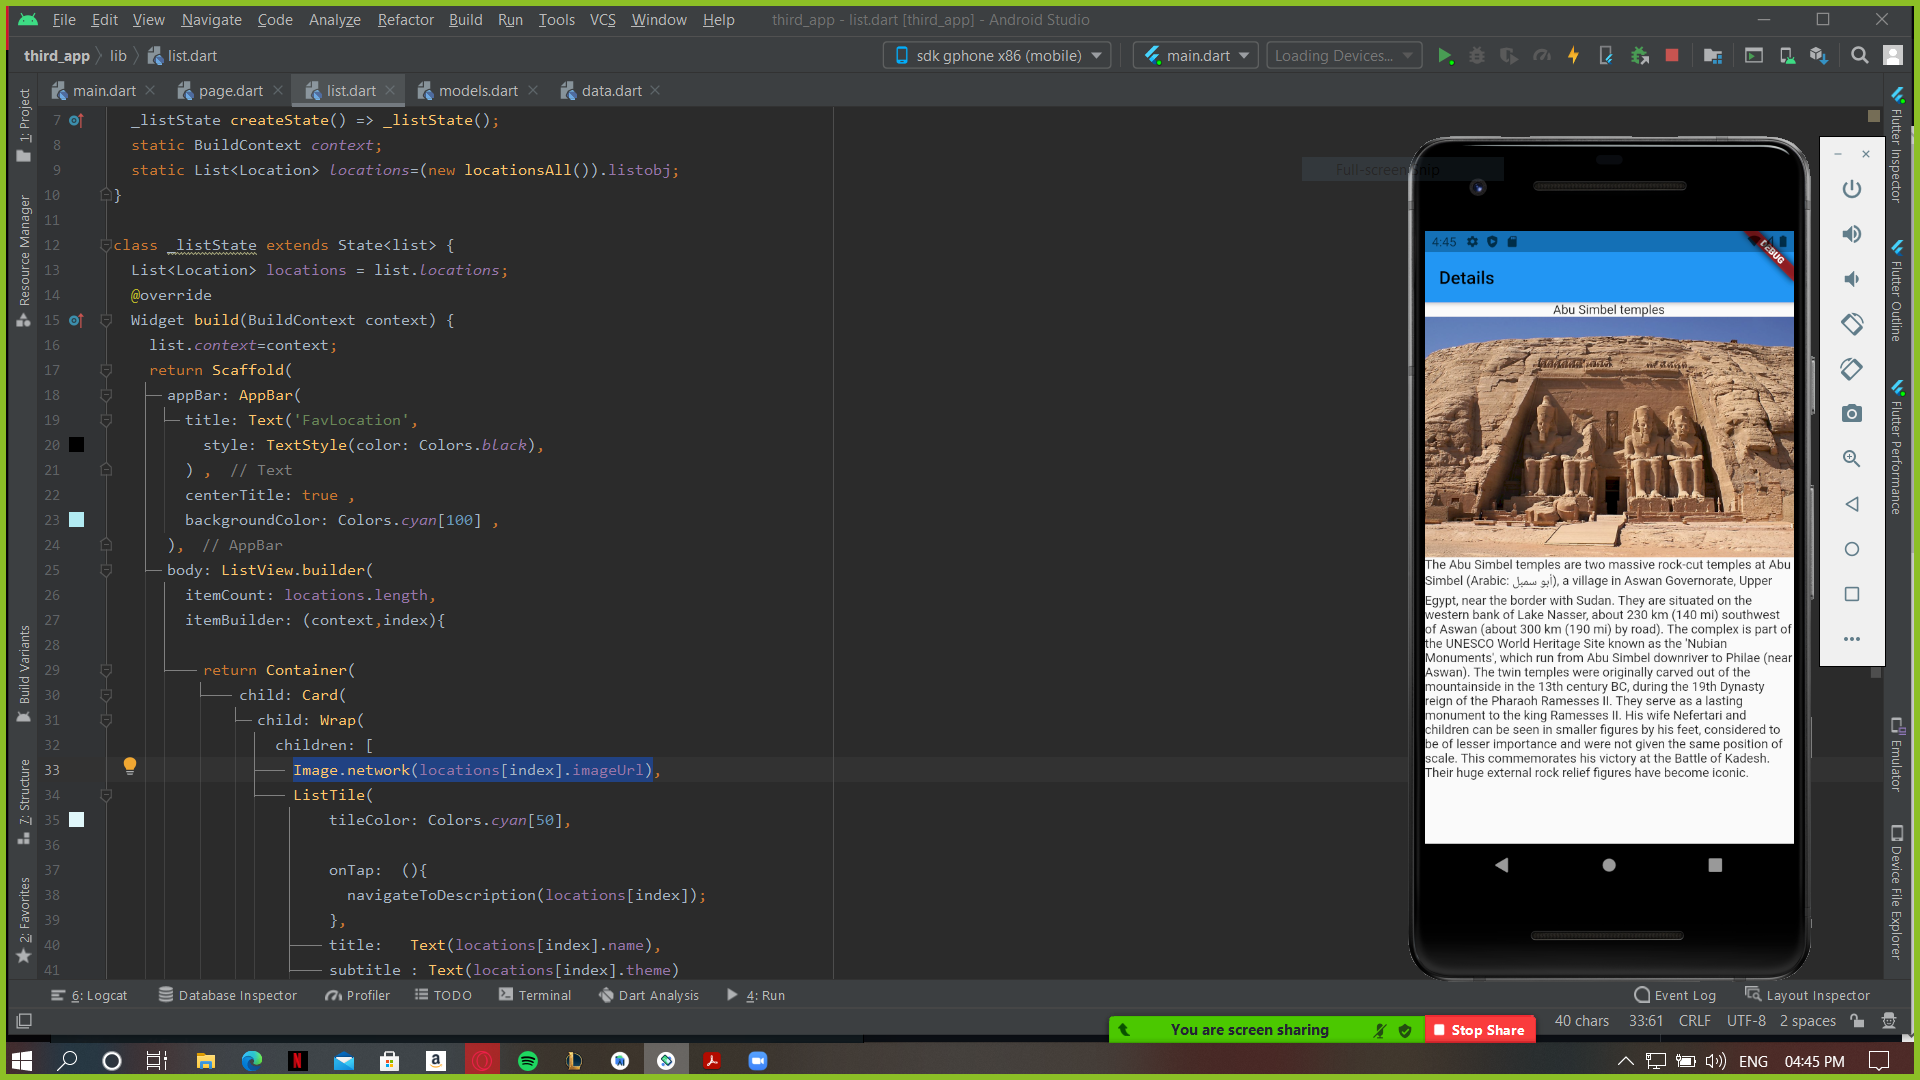 File Edit View Navigate Code Analyze Refactor Build Run Tools VCS Window Help third_app - list.dart [third_app] - Android Studio
third_app lib list.dart
sdk gphone x86 (mobile) main.dart Loading Devices...
main.dart page.dart list.dart models.dart data.dart
1: Project
Resource Manager
Build Variants
7: Structure
2: Favorites
7 _listState createState() => _listState();
8 static BuildContext context;
9 static List<Location> locations=(new locationsAll()).listobj;
10 }
11
12 class _listState extends State<list> {
13 List<Location> locations = list.locations;
14 @override
15 Widget build(BuildContext context) {
16 list.context=context;
17 return Scaffold(
18 appBar: AppBar(
19 title: Text('FavLocation',
20 style: TextStyle(color: Colors.black),
21 ) , // Text
22 centerTitle: true ,
23 backgroundColor: Colors.cyan[100] ,
24 ), // AppBar
25 body: ListView.builder(
26 itemCount: locations.length,
27 itemBuilder: (context,index){
28
29 return Container(
30 child: Card(
31 child: Wrap(
32 children: [
33 Image.network(locations[index].imageUrl),
34 ListTile(
35 tileColor: Colors.cyan[50],
36
37 onTap: (){
38 navigateToDescription(locations[index]);
39 },
40 title: Text(locations[index].name),
41 subtitle : Text(locations[index].theme)
Full-screen Snip
4:45
DEBUG
Details
Abu Simbel temples
The Abu Simbel temples are two massive rock-cut temples at Abu
Simbel (Arabic: أبو سمبل), a village in Aswan Governorate, Upper
Egypt, near the border with Sudan. They are situated on the
western bank of Lake Nasser, about 230 km (140 mi) southwest
of Aswan (about 300 km (190 mi) by road). The complex is part of
the UNESCO World Heritage Site known as the 'Nubian
Monuments', which run from Abu Simbel downriver to Philae (near
Aswan). The twin temples were originally carved out of the
mountainside in the 13th century BC, during the 19th Dynasty
reign of the Pharaoh Ramesses II. They serve as a lasting
monument to the king Ramesses II. His wife Nefertari and
children can be seen in smaller figures by his feet, considered to
be of lesser importance and were not given the same position of
scale. This commemorates his victory at the Battle of Kadesh.
Their huge external rock relief figures have become iconic.
Flutter Inspector
Flutter Outline
Flutter Performance
Emulator
Device File Explorer
6: Logcat Database Inspector Profiler TODO Terminal Dart Analysis 4: Run Event Log Layout Inspector
You are screen sharing Stop Share
40 chars 33:61 CRLF UTF-8 2 spaces
ENG 04:45 PM